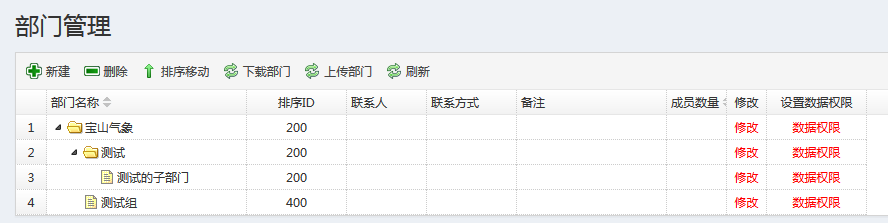 部门管理
新建 删除 排序移动 下载部门 上传部门 刷新
部门名称 排序ID 联系人 联系方式 备注 成员数量 修改 设置数据权限
1 宝山气象 200 修改 数据权限
2 测试 200 修改 数据权限
3 测试的子部门 200 修改 数据权限
4 测试组 400 修改 数据权限